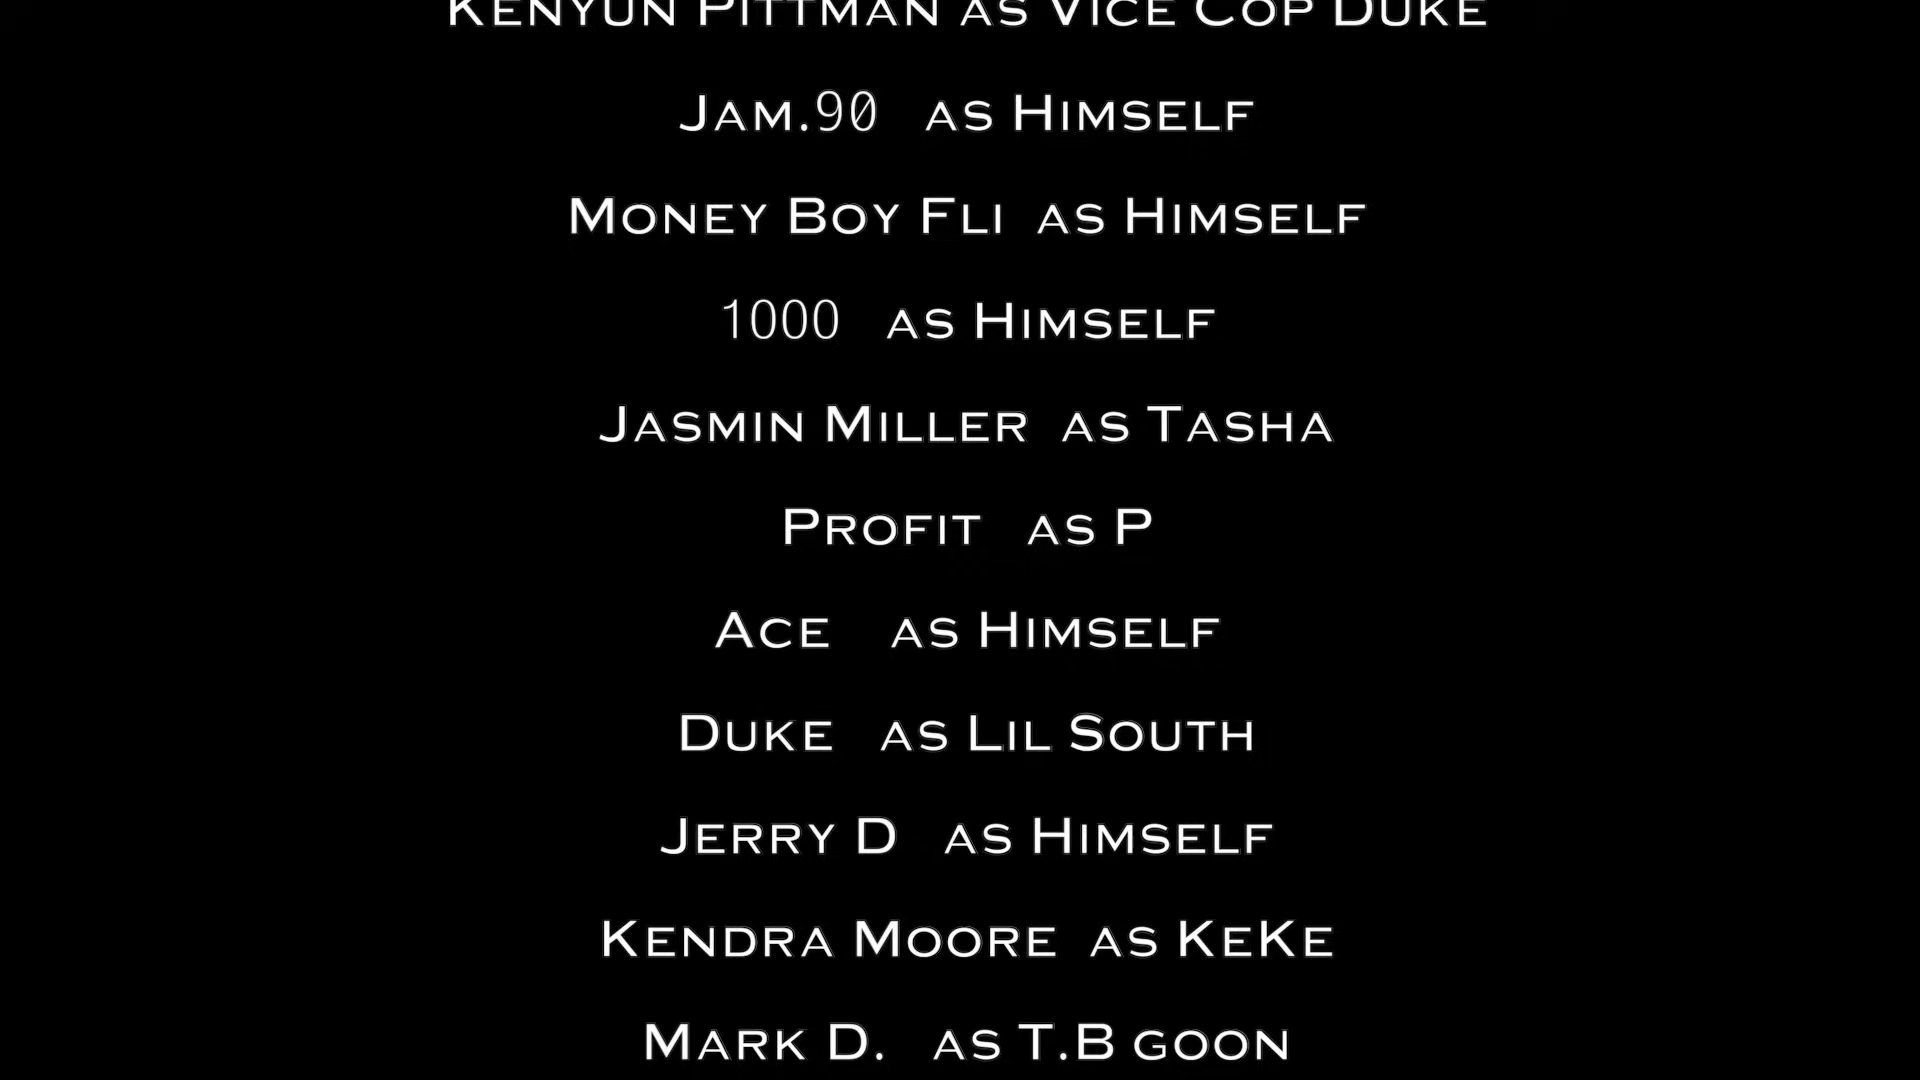 Kenyun Pittman as Vice Cop Duke
Jam.90 as Himself
Money Boy Fli as Himself
1000 as Himself
Jasmin Miller as Tasha
Profit as P
Ace as Himself
Duke as Lil South
Jerry D as Himself
Kendra Moore as KeKe
Mark D. as T.B goon